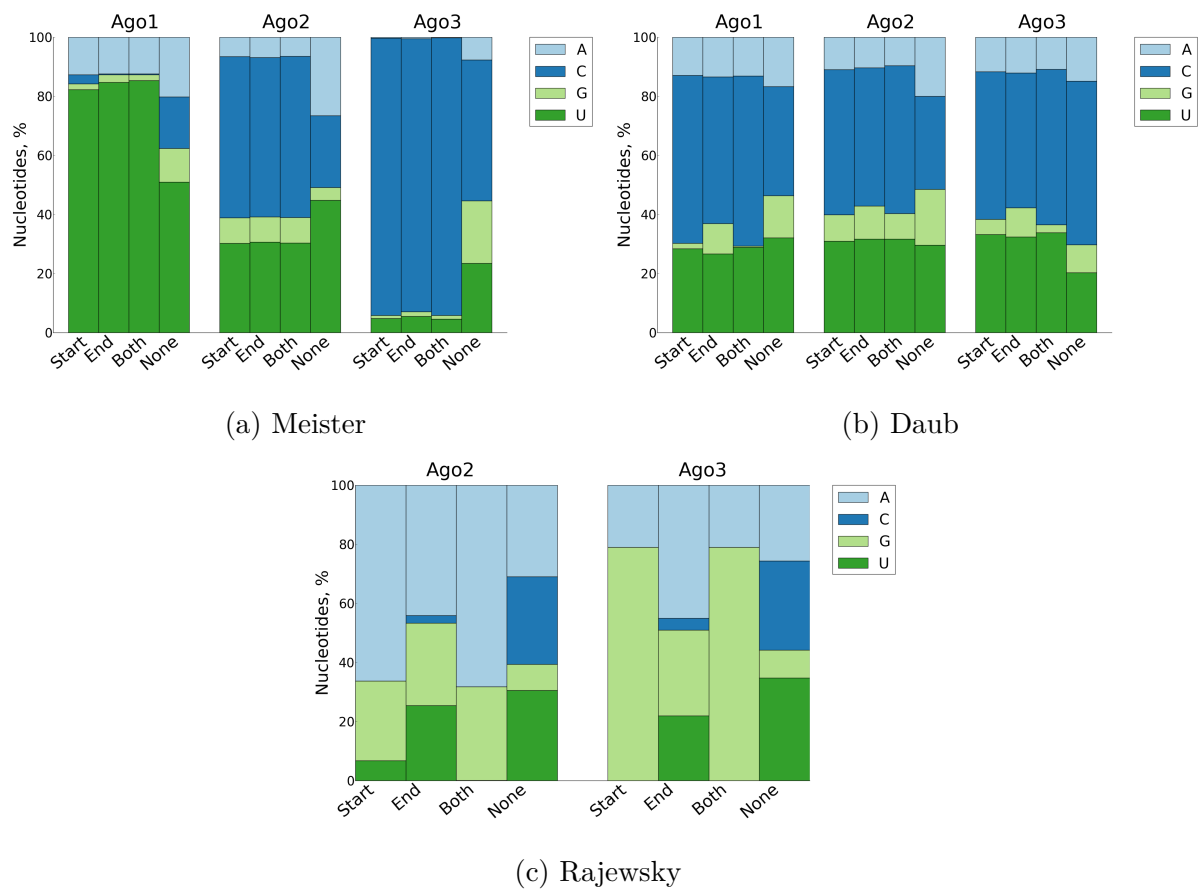 Ago1 Ago2 Ago3
Nucleotides, %
100
80
60
40
20
0
Start End Both None Start End Both None Start End Both None
A
C
G
U
(a) Meister
Ago1 Ago2 Ago3
Nucleotides, %
100
80
60
40
20
0
Start End Both None Start End Both None Start End Both None
A
C
G
U
(b) Daub
Ago2 Ago3
Nucleotides, %
100
80
60
40
20
0
Start End Both None Start End Both None
A
C
G
U
(c) Rajewsky